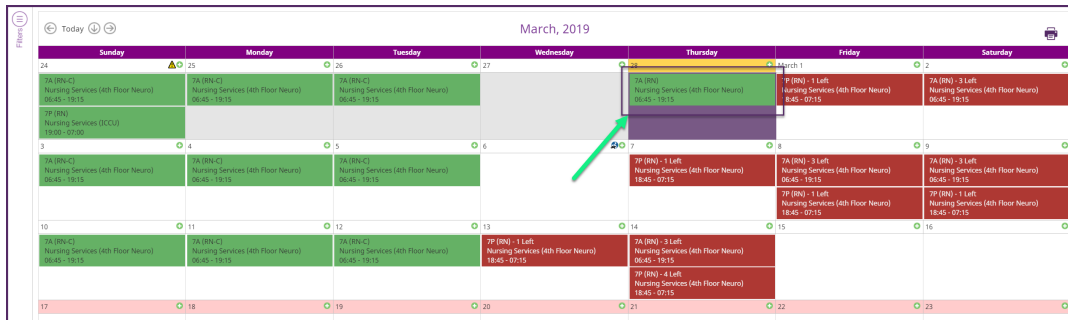 Filters
Today
March, 2019
Sunday Monday Tuesday Wednesday Thursday Friday Saturday
24 25 26 27 28 March 1 2
7A (RN-C)
Nursing Services (4th Floor Neuro)
06:45 - 19:15
7P (RN)
Nursing Services (ICCU)
19:00 - 07:00
7A (RN-C)
Nursing Services (4th Floor Neuro)
06:45 - 19:15
7A (RN-C)
Nursing Services (4th Floor Neuro)
06:45 - 19:15
7A (RN)
Nursing Services (4th Floor Neuro)
06:45 - 19:15
7P (RN) - 1 Left
Nursing Services (4th Floor Neuro)
18:45 - 07:15
7A (RN) - 3 Left
Nursing Services (4th Floor Neuro)
06:45 - 19:15
3 4 5 6 7 8 9
7A (RN-C)
Nursing Services (4th Floor Neuro)
06:45 - 19:15
7A (RN-C)
Nursing Services (4th Floor Neuro)
06:45 - 19:15
7A (RN-C)
Nursing Services (4th Floor Neuro)
06:45 - 19:15
7P (RN) - 1 Left
Nursing Services (4th Floor Neuro)
18:45 - 07:15
7A (RN) - 3 Left
Nursing Services (4th Floor Neuro)
06:45 - 19:15
7P (RN) - 1 Left
Nursing Services (4th Floor Neuro)
18:45 - 07:15
7A (RN) - 3 Left
Nursing Services (4th Floor Neuro)
06:45 - 19:15
7P (RN) - 1 Left
Nursing Services (4th Floor Neuro)
18:45 - 07:15
10 11 12 13 14 15 16
7A (RN-C)
Nursing Services (4th Floor Neuro)
06:45 - 19:15
7A (RN-C)
Nursing Services (4th Floor Neuro)
06:45 - 19:15
7A (RN-C)
Nursing Services (4th Floor Neuro)
06:45 - 19:15
7P (RN) - 1 Left
Nursing Services (4th Floor Neuro)
18:45 - 07:15
7A (RN) - 3 Left
Nursing Services (4th Floor Neuro)
06:45 - 19:15
7P (RN) - 4 Left
Nursing Services (4th Floor Neuro)
18:45 - 07:15
17 18 19 20 21 22 23